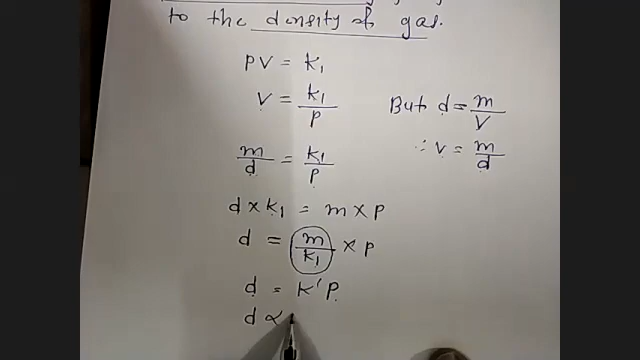 to the density of gas.
PV = K₁
V = K₁/P
But d = m/V
m/d = K₁/P
∴ V = m/d
d × K₁ = m × P
d = m/K₁ × P
d = K' P
d ∝